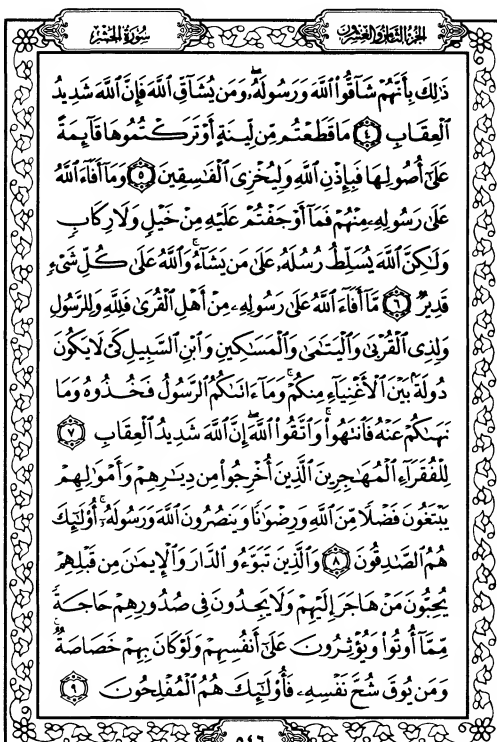 الجزء الثامن والعشرون
سورة الحشر
ذَٰلِكَ بِأَنَّهُمْ شَآقُّوا۟ ٱللَّهَ وَرَسُولَهُۥ ۖ وَمَن يُشَآقِّ ٱللَّهَ فَإِنَّ ٱللَّهَ شَدِيدُ
ٱلْعِقَابِ ٤ مَا قَطَعْتُم مِّن لِّينَةٍ أَوْ تَرَكْتُمُوهَا قَآئِمَةً
عَلَىٰٓ أُصُولِهَا فَبِإِذْنِ ٱللَّهِ وَلِيُخْزِىَ ٱلْفَـٰسِقِينَ ٥ وَمَآ أَفَآءَ ٱللَّهُ
عَلَىٰ رَسُولِهِۦ مِنْهُمْ فَمَآ أَوْجَفْتُمْ عَلَيْهِ مِنْ خَيْلٍ وَلَا رِكَابٍ
وَلَـٰكِنَّ ٱللَّهَ يُسَلِّطُ رُسُلَهُۥ عَلَىٰ مَن يَشَآءُ ۚ وَٱللَّهُ عَلَىٰ كُلِّ شَىْءٍ
قَدِيرٌ ٦ مَّآ أَفَآءَ ٱللَّهُ عَلَىٰ رَسُولِهِۦ مِنْ أَهْلِ ٱلْقُرَىٰ فَلِلَّهِ وَلِلرَّسُولِ
وَلِذِى ٱلْقُرْبَىٰ وَٱلْيَتَـٰمَىٰ وَٱلْمَسَـٰكِينِ وَٱبْنِ ٱلسَّبِيلِ كَىْ لَا يَكُونَ
دُولَةًۢ بَيْنَ ٱلْأَغْنِيَآءِ مِنكُمْ ۚ وَمَآ ءَاتَىٰكُمُ ٱلرَّسُولُ فَخُذُوهُ وَمَا
نَهَىٰكُمْ عَنْهُ فَٱنتَهُوا۟ ۚ وَٱتَّقُوا۟ ٱللَّهَ ۖ إِنَّ ٱللَّهَ شَدِيدُ ٱلْعِقَابِ ٧
لِلْفُقَرَآءِ ٱلْمُهَـٰجِرِينَ ٱلَّذِينَ أُخْرِجُوا۟ مِن دِيَـٰرِهِمْ وَأَمْوَٰلِهِمْ
يَبْتَغُونَ فَضْلًا مِّنَ ٱللَّهِ وَرِضْوَٰنًا وَيَنصُرُونَ ٱللَّهَ وَرَسُولَهُۥٓ ۚ أُو۟لَـٰٓئِكَ
هُمُ ٱلصَّـٰدِقُونَ ٨ وَٱلَّذِينَ تَبَوَّءُو ٱلدَّارَ وَٱلْإِيمَـٰنَ مِن قَبْلِهِمْ
يُحِبُّونَ مَنْ هَاجَرَ إِلَيْهِمْ وَلَا يَجِدُونَ فِى صُدُورِهِمْ حَاجَةً
مِّمَّآ أُوتُوا۟ وَيُؤْثِرُونَ عَلَىٰٓ أَنفُسِهِمْ وَلَوْ كَانَ بِهِمْ خَصَاصَةٌ ۚ
وَمَن يُوقَ شُحَّ نَفْسِهِۦ فَأُو۟لَـٰٓئِكَ هُمُ ٱلْمُفْلِحُونَ ٩
٥٤٦